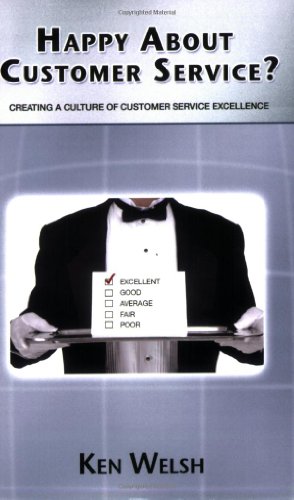 HAPPY ABOUT
CUSTOMER SERVICE?
CREATING A CULTURE OF CUSTOMER SERVICE EXCELLENCE
EXCELLENT
GOOD
AVERAGE
FAIR
POOR
KEN WELSH